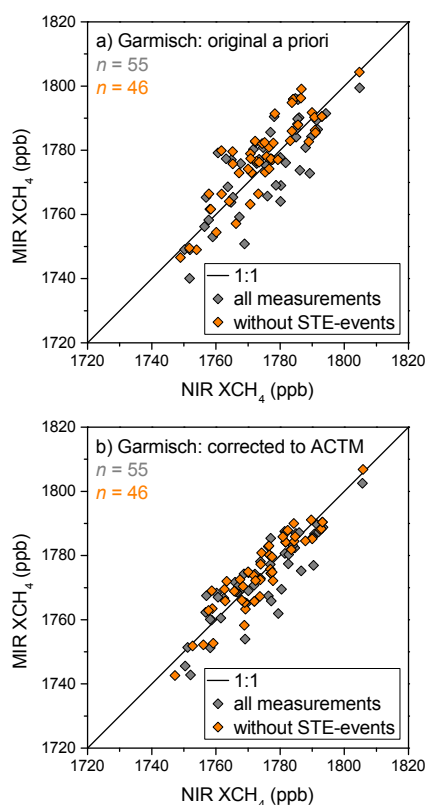 a) Garmisch: original a priori
n = 55
n = 46
1820
1800
1780
1760
1740
1720
MIR XCH₄ (ppb)
1:1
all measurements
without STE-events
1720 1740 1760 1780 1800 1820
NIR XCH₄ (ppb)
b) Garmisch: corrected to ACTM
n = 55
n = 46
1820
1800
1780
1760
1740
1720
MIR XCH₄ (ppb)
1:1
all measurements
without STE-events
1720 1740 1760 1780 1800 1820
NIR XCH₄ (ppb)